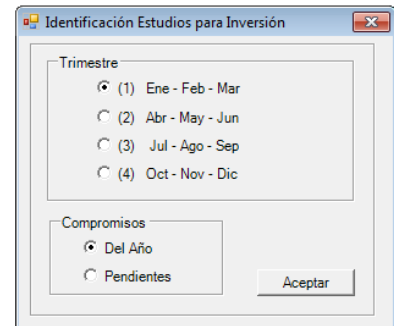 Identificación Estudios para Inversión
Trimestre
(1) Ene - Feb - Mar
(2) Abr - May - Jun
(3) Jul - Ago - Sep
(4) Oct - Nov - Dic
Compromisos
Del Año
Pendientes
Aceptar